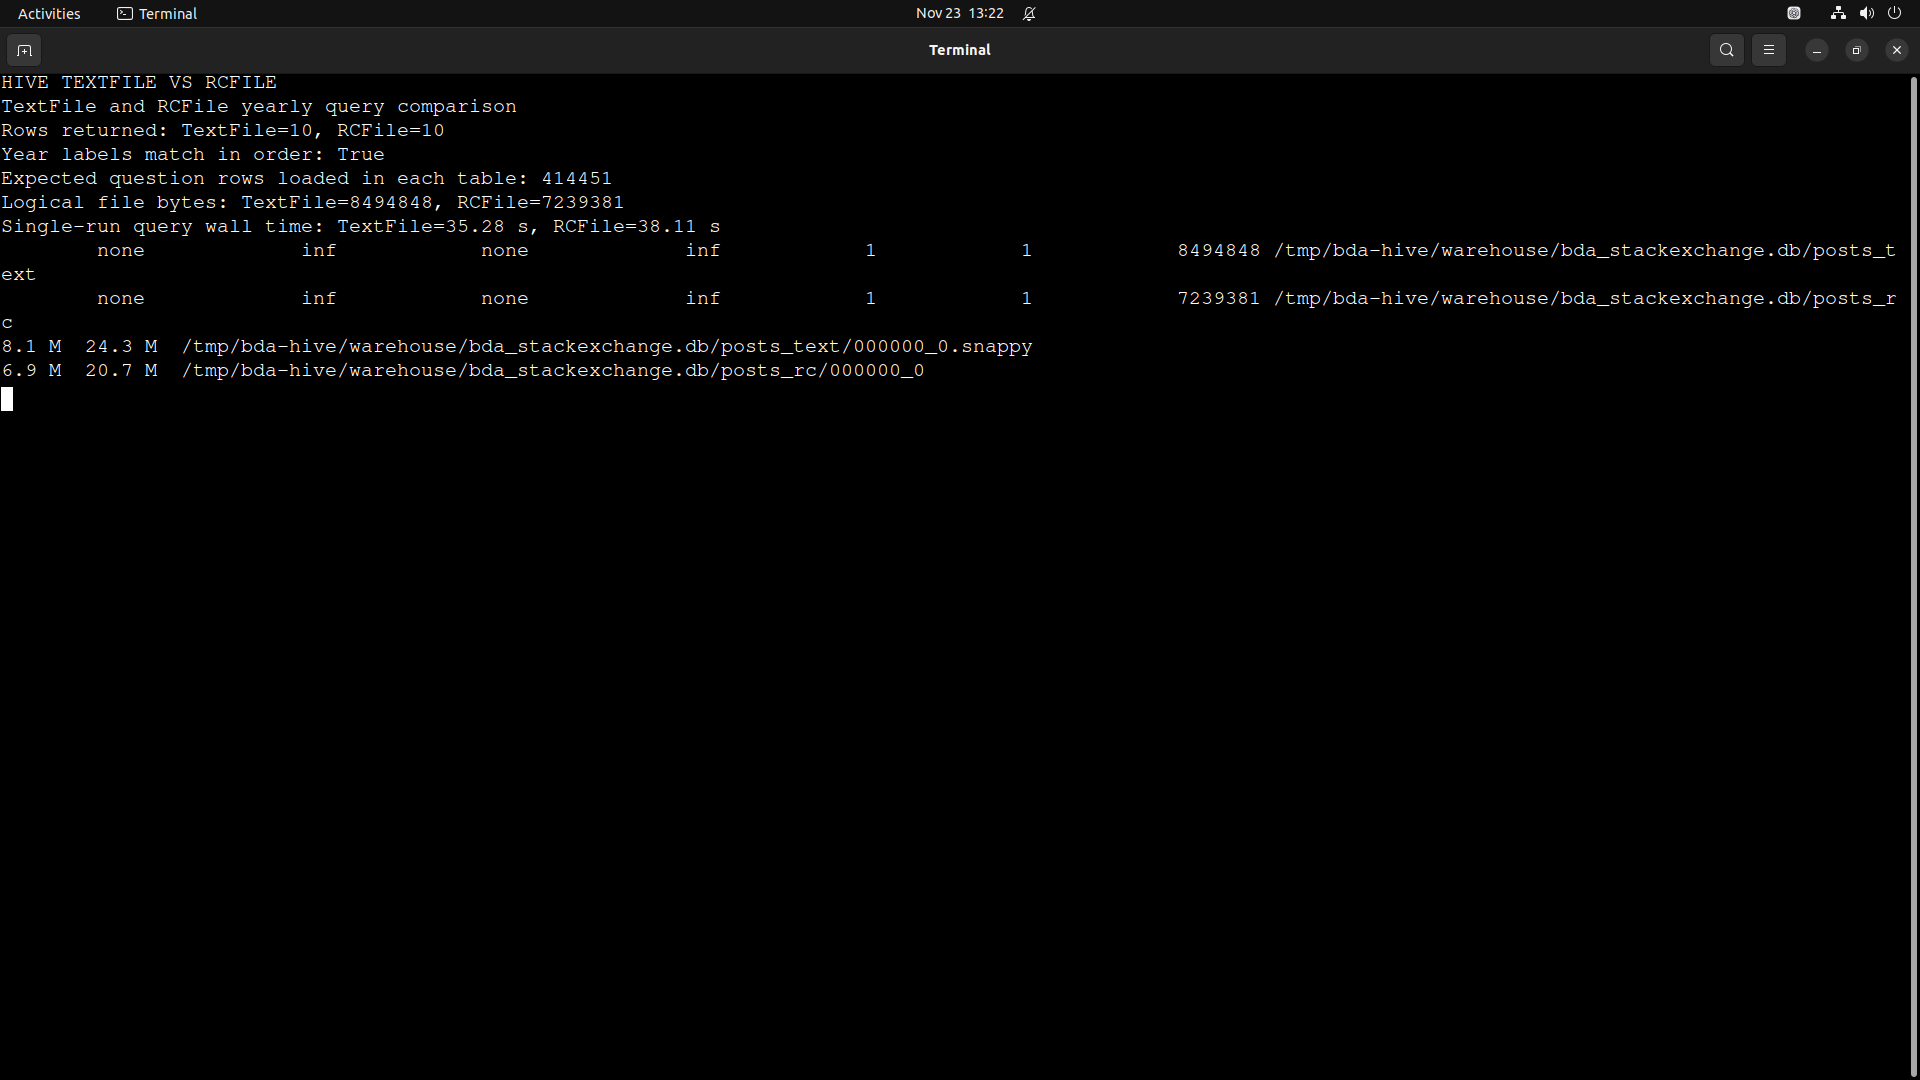 Activities Terminal Nov 23 13:22
Terminal
HIVE TEXTFILE VS RCFILE
TextFile and RCFile yearly query comparison
Rows returned: TextFile=10, RCFile=10
Year labels match in order: True
Expected question rows loaded in each table: 414451
Logical file bytes: TextFile=8494848, RCFile=7239381
Single-run query wall time: TextFile=35.28 s, RCFile=38.11 s
none inf none inf 1 1 8494848 /tmp/bda-hive/warehouse/bda_stackexchange.db/posts_t
ext
none inf none inf 1 1 7239381 /tmp/bda-hive/warehouse/bda_stackexchange.db/posts_r
c
8.1 M 24.3 M /tmp/bda-hive/warehouse/bda_stackexchange.db/posts_text/000000_0.snappy
6.9 M 20.7 M /tmp/bda-hive/warehouse/bda_stackexchange.db/posts_rc/000000_0